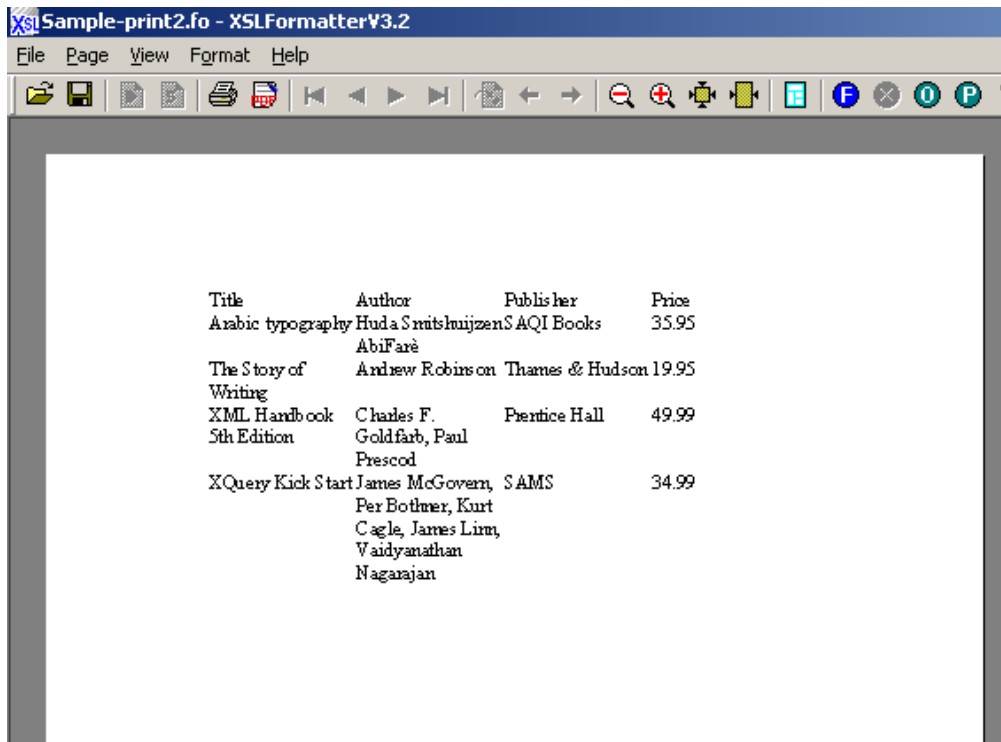 XSL Sample-print2.fo - XSLFormatterV3.2
File Page View Format Help
PDF F O P
Title Author Publisher Price
Arabic typography Huda Smitshuijzen SAQI Books 35.95
AbiFarè
The Story of Andrew Robinson Thames & Hudson 19.95
Writing
XML Handbook Charles F. Prentice Hall 49.99
5th Edition Goldfarb, Paul
Prescod
XQuery Kick Start James McGovern, SAMS 34.99
Per Bothner, Kurt
Cagle, James Linn,
Vaidyanathan
Nagarajan